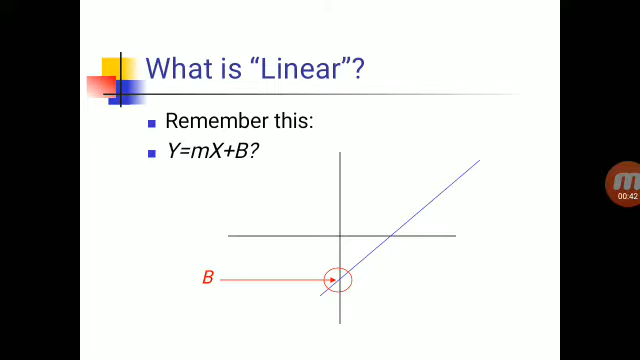 What is “Linear”?
Remember this:
Y=mX+B?
B
00:42